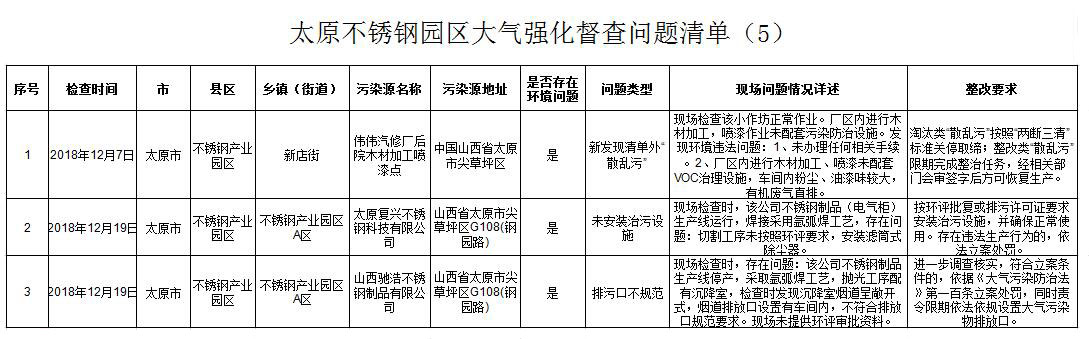 太原不锈钢园区大气强化督查问题清单（5）
序号
检查时间
市
县区
乡镇（街道）
污染源名称
污染源地址
是否存在
环境问题
问题类型
现场问题情况详述
整改要求
1
2018年12月7日
太原市
不锈钢产业
园区
新店街
伟伟汽修厂后
院木材加工喷
漆点
中国山西省太原
市尖草坪区
是
新发现清单外“
散乱污”
现场检查该小作坊正常作业。厂区内进行木
材加工，喷漆作业未配套污染防治设施。发
现环境违法问题：1、未办理任何相关手续
。2、厂区内进行木材加工、喷漆未配套
VOC治理设施，车间内粉尘、油漆味较大，
有机废气直排。
淘汰类“散乱污”按照“两断三清”
标准关停取缔；整改类“散乱污”
限期完成整治任务，经相关部
门会审签字后方可恢复生产。
2
2018年12月19日
太原市
不锈钢产业
园区
不锈钢产业园区
A区
太原复兴不锈
钢科技有限公
司
山西省太原市尖
草坪区G108(钢
园路)
是
未安装治污设
施
现场检查时，该公司不锈钢制品（电气柜）
生产线运行，焊接采用氩弧焊工艺，存在问
题：切割工序未按照环评要求，安装滤筒式
除尘器。
按环评批复或排污许可证要求
安装治污设施，并确保正常使
用。存在违法生产行为的，依
法立案处罚。
3
2018年12月19日
太原市
不锈钢产业
园区
不锈钢产业园区
A区
山西驰浩不锈
钢制品有限公
司
山西省太原市尖
草坪区G108(钢
园路)
是
排污口不规范
现场检查时，存在问题：该公司不锈钢制品
生产线停产，采取氩弧焊工艺，抛光工序配
有沉降室，检查时发现沉降室烟道呈敞开
式，烟道排放口设置有车间内，不符合排放
口规范要求。现场未提供环评审批资料。
进一步调查核实，符合立案条
件的，依据《大气污染防治法
》第一百条立案处罚，同时责
令限期依法依规设置大气污染
物排放口。